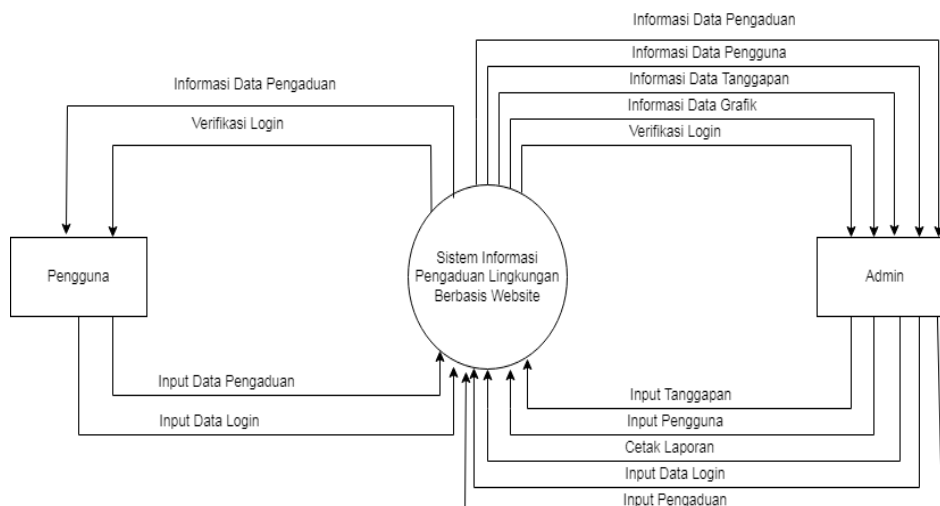 Informasi Data Pengaduan
Informasi Data Pengguna
Informasi Data Tanggapan
Informasi Data Grafik
Verifikasi Login
Informasi Data Pengaduan
Verifikasi Login
Pengguna
Sistem Informasi
Pengaduan Lingkungan
Berbasis Website
Admin
Input Data Pengaduan
Input Data Login
Input Tanggapan
Input Pengguna
Cetak Laporan
Input Data Login
Input Pengaduan